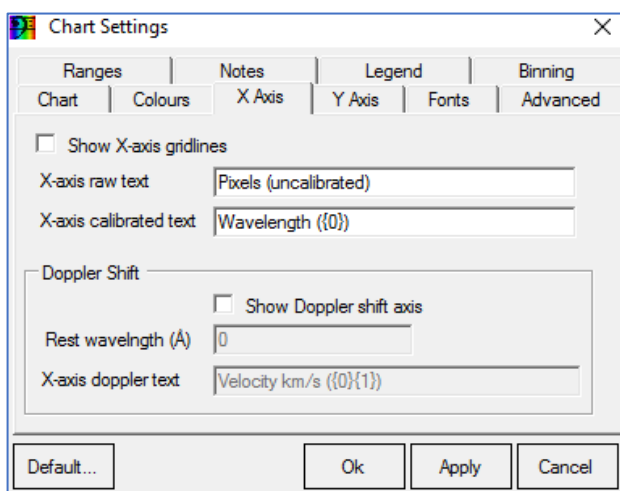 Chart Settings
Ranges Notes Legend Binning
Chart Colours X Axis Y Axis Fonts Advanced
Show X-axis gridlines
X-axis raw text Pixels (uncalibrated)
X-axis calibrated text Wavelength ({0})
Doppler Shift
Show Doppler shift axis
Rest wavelngth (Å) 0
X-axis doppler text Velocity km/s ({0}{1})
Default... Ok Apply Cancel